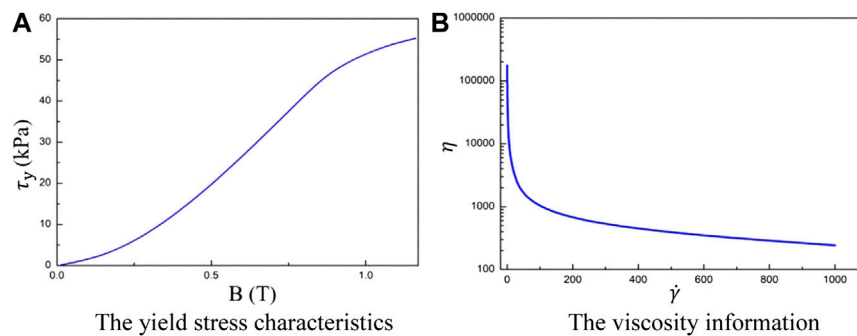 A
60
50
40
30
20
10
0
τy (kPa)
0.0
0.5
1.0
B (T)
The yield stress characteristics
B
1000000
100000
10000
1000
100
η
0
200
400
600
800
1000
γ̇
The viscosity information